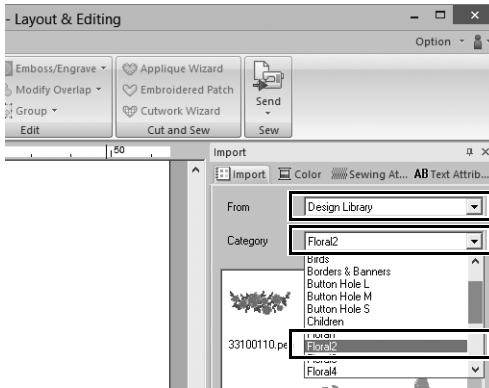 - Layout & Editing
Option
Emboss/Engrave
Modify Overlap
Group
Edit
Applique Wizard
Embroidered Patch
Cutwork Wizard
Cut and Sew
Send
Sew
50
Import
Import
Color
Sewing At...
AB Text Attrib...
From
Design Library
Category
Floral2
Birds
Borders & Banners
Button Hole L
Button Hole M
Button Hole S
Children
Floral1
Floral2
Floral4
33100110.pe